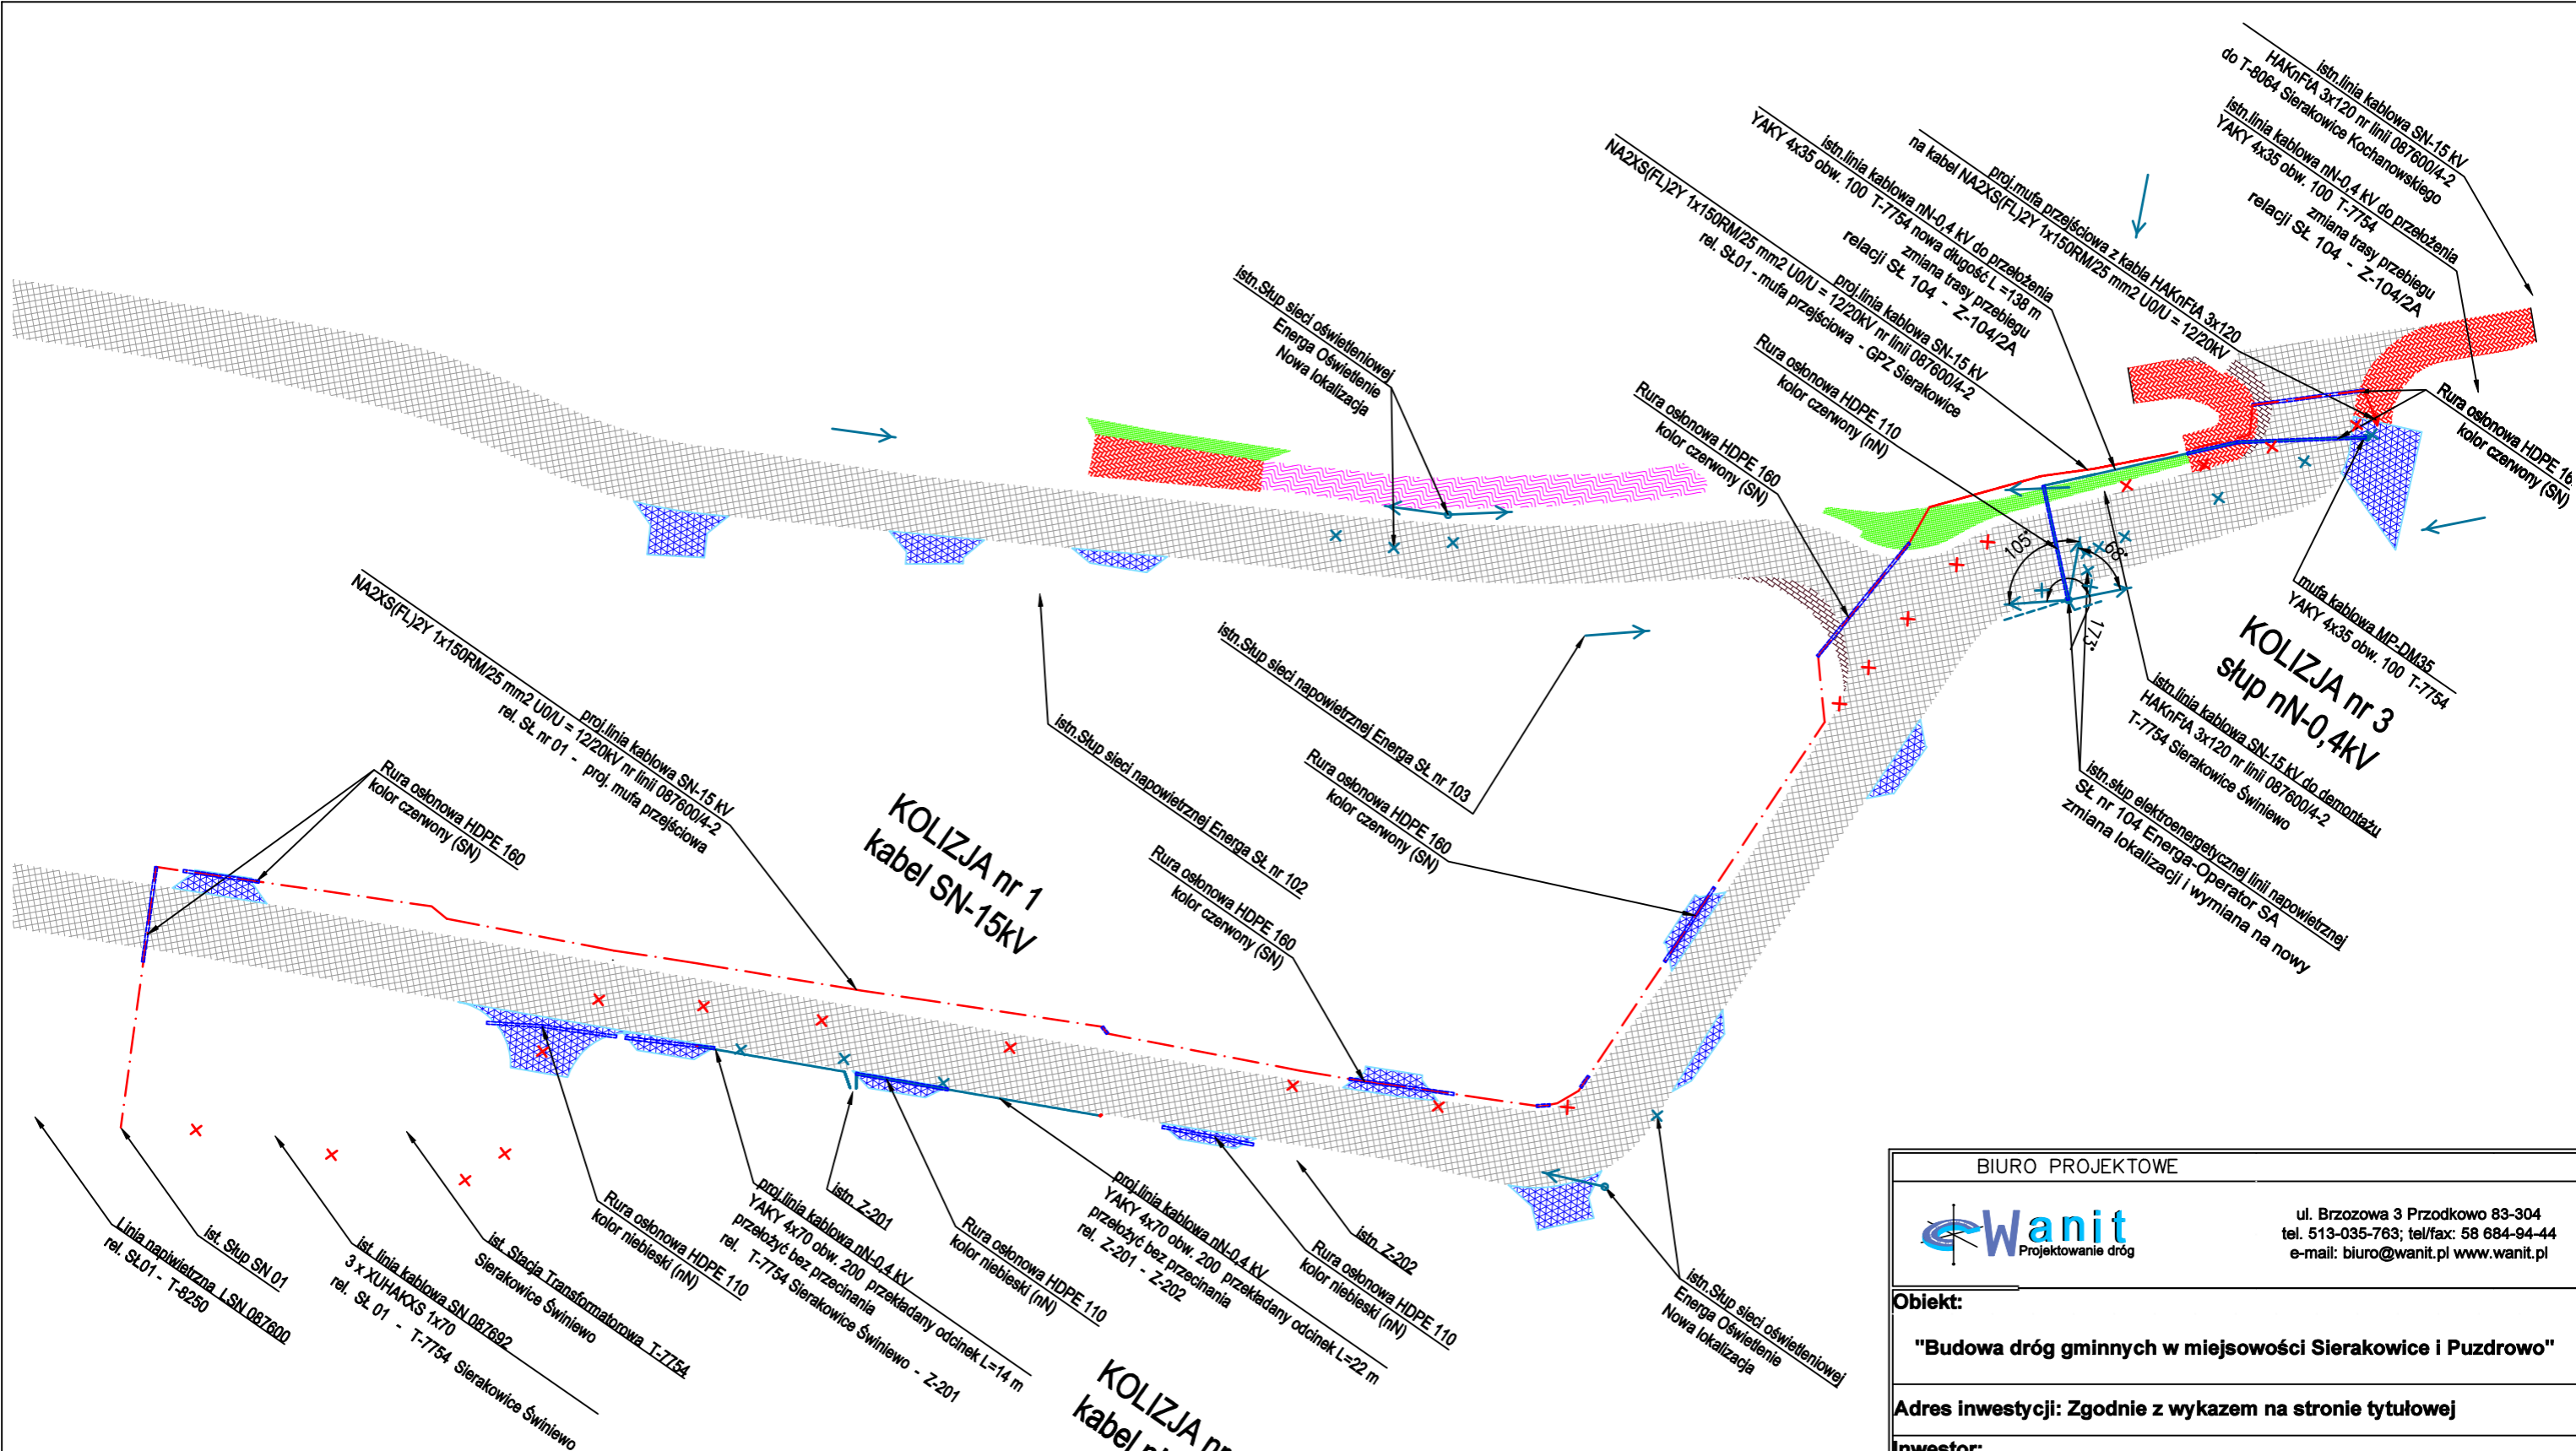 istn.linia kablowa SN-15 kV
HAKnFtA 3x120 nr linii 087600/4-2
do T-8064 Sierakowice Kochanowskiego
istn.linia kablowa nN-0,4 kV do przełożenia
YAKY 4x35 obw. 100 T-7754
zmiana trasy przebiegu
relacji SŁ 104 - Z-104/2A
proj.mufa przejściowa z kabla HAKnFtA 3x120
na kabel NA2XS(FL)2Y 1x150RM/25 mm2 U0/U = 12/20kV
istn.linia kablowa nN-0,4 kV do przełożenia
YAKY 4x35 obw. 100 T-7754 nowa długość L =138 m
zmiana trasy przebiegu
relacji SŁ 104 - Z-104/2A
proj.linia kablowa SN-15 kV
NA2XS(FL)2Y 1x150RM/25 mm2 U0/U = 12/20kV nr linii 087600/4-2
rel. SŁ01 - mufa przejściowa - GPZ Sierakowice
Rura osłonowa HDPE 110
kolor czerwony (nN)
Rura osłonowa HDPE 160
kolor czerwony (SN)
istn.Słup sieci oświetleniowej
Energa Oświetlenie
Nowa lokalizacja
Rura osłonowa HDPE 16
kolor czerwony (SN)
105°
68°
173°
mufa kablowa MP-DM35
YAKY 4x35 obw. 100 T-7754
KOLIZJA nr 3
słup nN-0,4kV
istn.linia kablowa SN-15 kV do demontażu
HAKnFtA 3x120 nr linii 087600/4-2
T-7754 Sierakowice Świniewo
istn.słup elektroenergetycznej linii napowietrznej
SŁ nr 104 Energa-Operator SA
zmiana lokalizacji i wymiana na nowy
istn.Słup sieci napowietrznej Energa SŁ nr 103
istn.Słup sieci napowietrznej Energa SŁ nr 102
Rura osłonowa HDPE 160
kolor czerwony (SN)
Rura osłonowa HDPE 160
kolor czerwony (SN)
KOLIZJA nr 1
kabel SN-15kV
proj.linia kablowa SN-15 kV
NA2XS(FL)2Y 1x150RM/25 mm2 U0/U = 12/20kV nr linii 087600/4-2
rel. SŁ nr 01 - proj. mufa przejściowa
Rura osłonowa HDPE 160
kolor czerwony (SN)
Linia napiwietrzna LSN 087600
rel. SŁ01 - T-8250
ist. Słup SN 01
ist. linia kablowa SN 087692
3 x XUHAKXS 1x70
rel. SŁ 01 - T-7754 Sierakowice Świniewo
ist. Stacja Transformatorowa T-7754
Sierakowice Świniewo
Rura osłonowa HDPE 110
kolor niebieski (nN)
proj.linia kablowa nN-0,4 kV
YAKY 4x70 obw. 200 przekładany odcinek L=14 m
przełożyć bez przecinania
rel. T-7754 Sierakowice Świniewo - Z-201
istn. Z-201
Rura osłonowa HDPE 110
kolor niebieski (nN)
proj.linia kablowa nN-0,4 kV
YAKY 4x70 obw. 200 przekładany odcinek L=22 m
przełożyć bez przecinania
rel. Z-201 - Z-202
Rura osłonowa HDPE 110
kolor niebieski (nN)
istn. Z-202
istn.Słup sieci oświetleniowej
Energa Oświetlenie
Nowa lokalizacja
KOLIZJA
kabel
BIURO PROJEKTOWE
Wanit
Projektowanie dróg
ul. Brzozowa 3 Przodkowo 83-304
tel. 513-035-763; tel/fax: 58 684-94-44
e-mail: biuro@wanit.pl www.wanit.pl
Obiekt:
"Budowa dróg gminnych w miejsowości Sierakowice i Puzdrowo"
Adres inwestycji: Zgodnie z wykazem na stronie tytułowej
Inwestor: